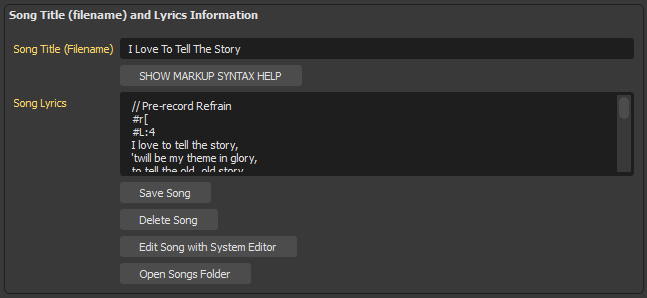 Song Title (filename) and Lyrics Information
Song Title (Filename)
I Love To Tell The Story
SHOW MARKUP SYNTAX HELP
Song Lyrics
// Pre-record Refrain
#r[
#L:4
I love to tell the story,
'twill be my theme in glory,
to tell the old, old story
Save Song
Delete Song
Edit Song with System Editor
Open Songs Folder